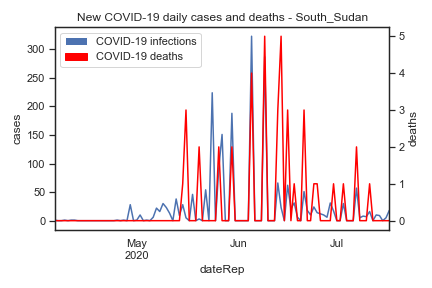 New COVID-19 daily cases and deaths - South_Sudan
COVID-19 infections
COVID-19 deaths
300
250
200
150
100
50
0
cases
5
4
3
2
1
0
deaths
May
2020
Jun
Jul
dateRep